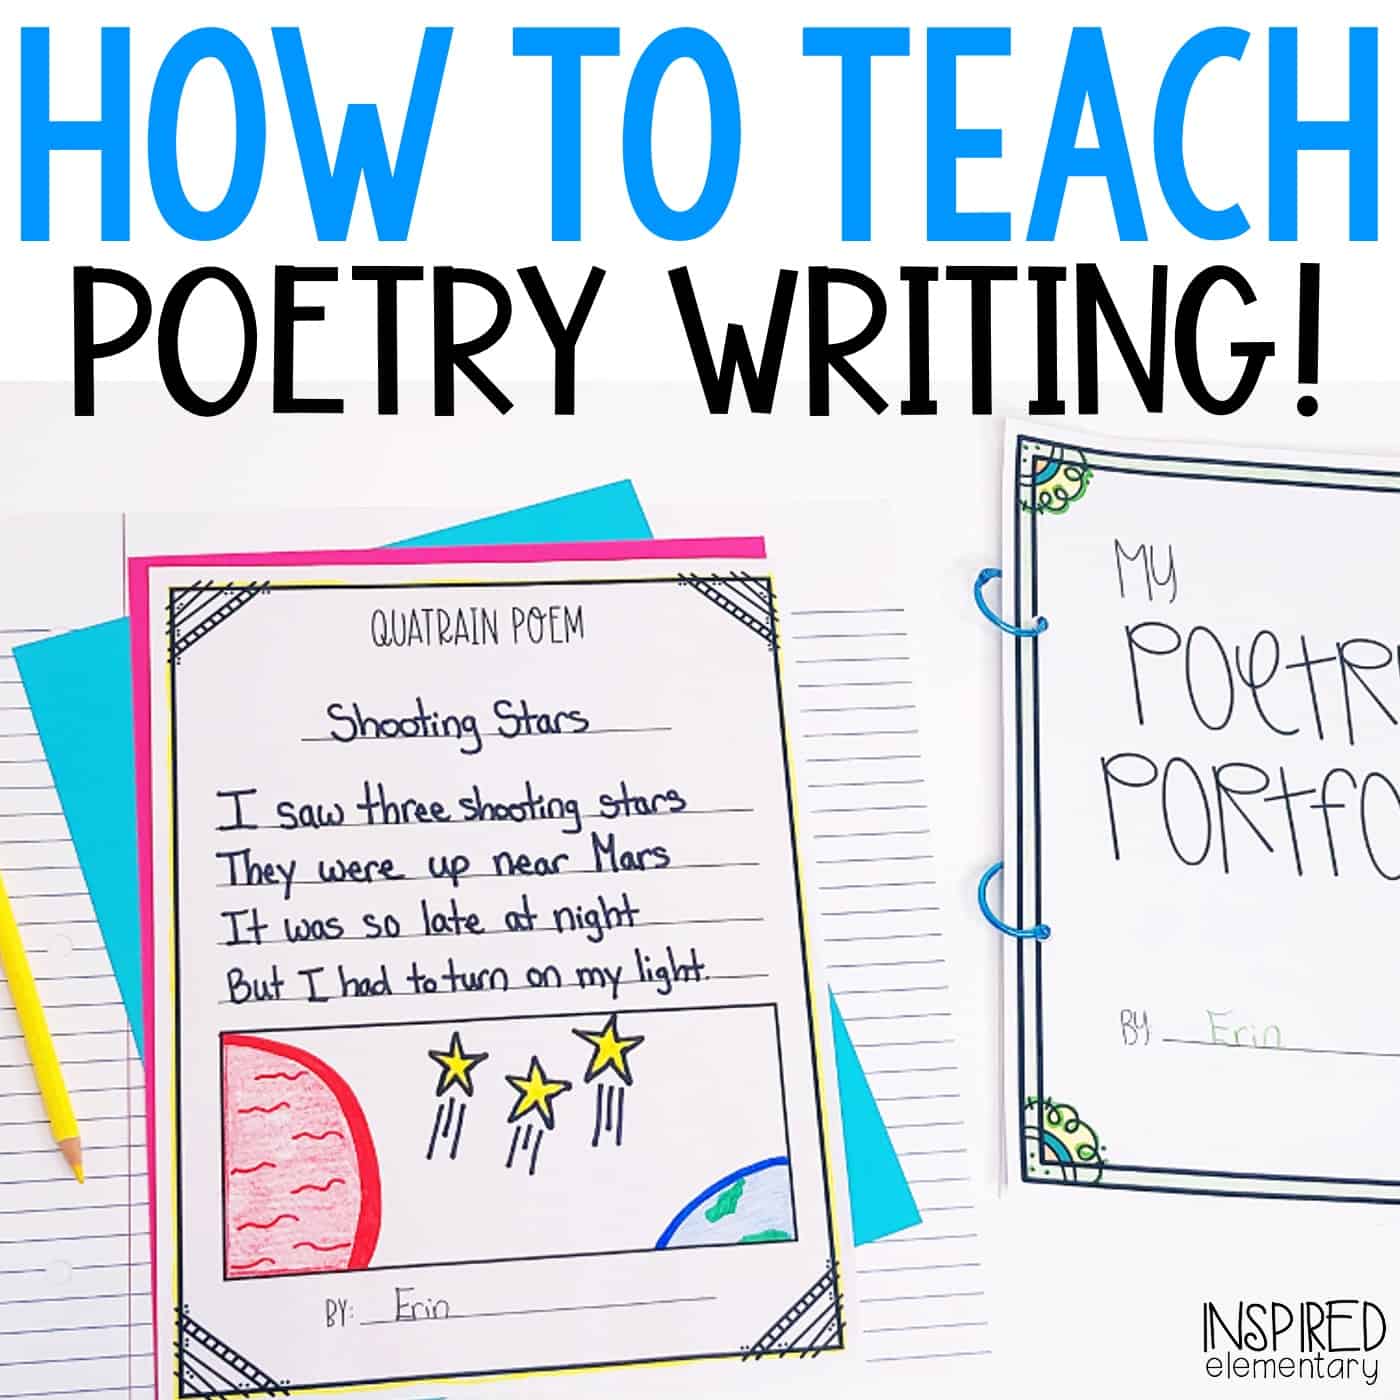 HOW TO TEACH
POETRY WRITING!
QUATRAIN POEM
Shooting Stars
I saw three shooting stars
They were up near Mars
It was so late at night
But I had to turn on my light.
BY: Erin
MY
POETR
PORTFO
BY: Erin
INSPIRED
elementary